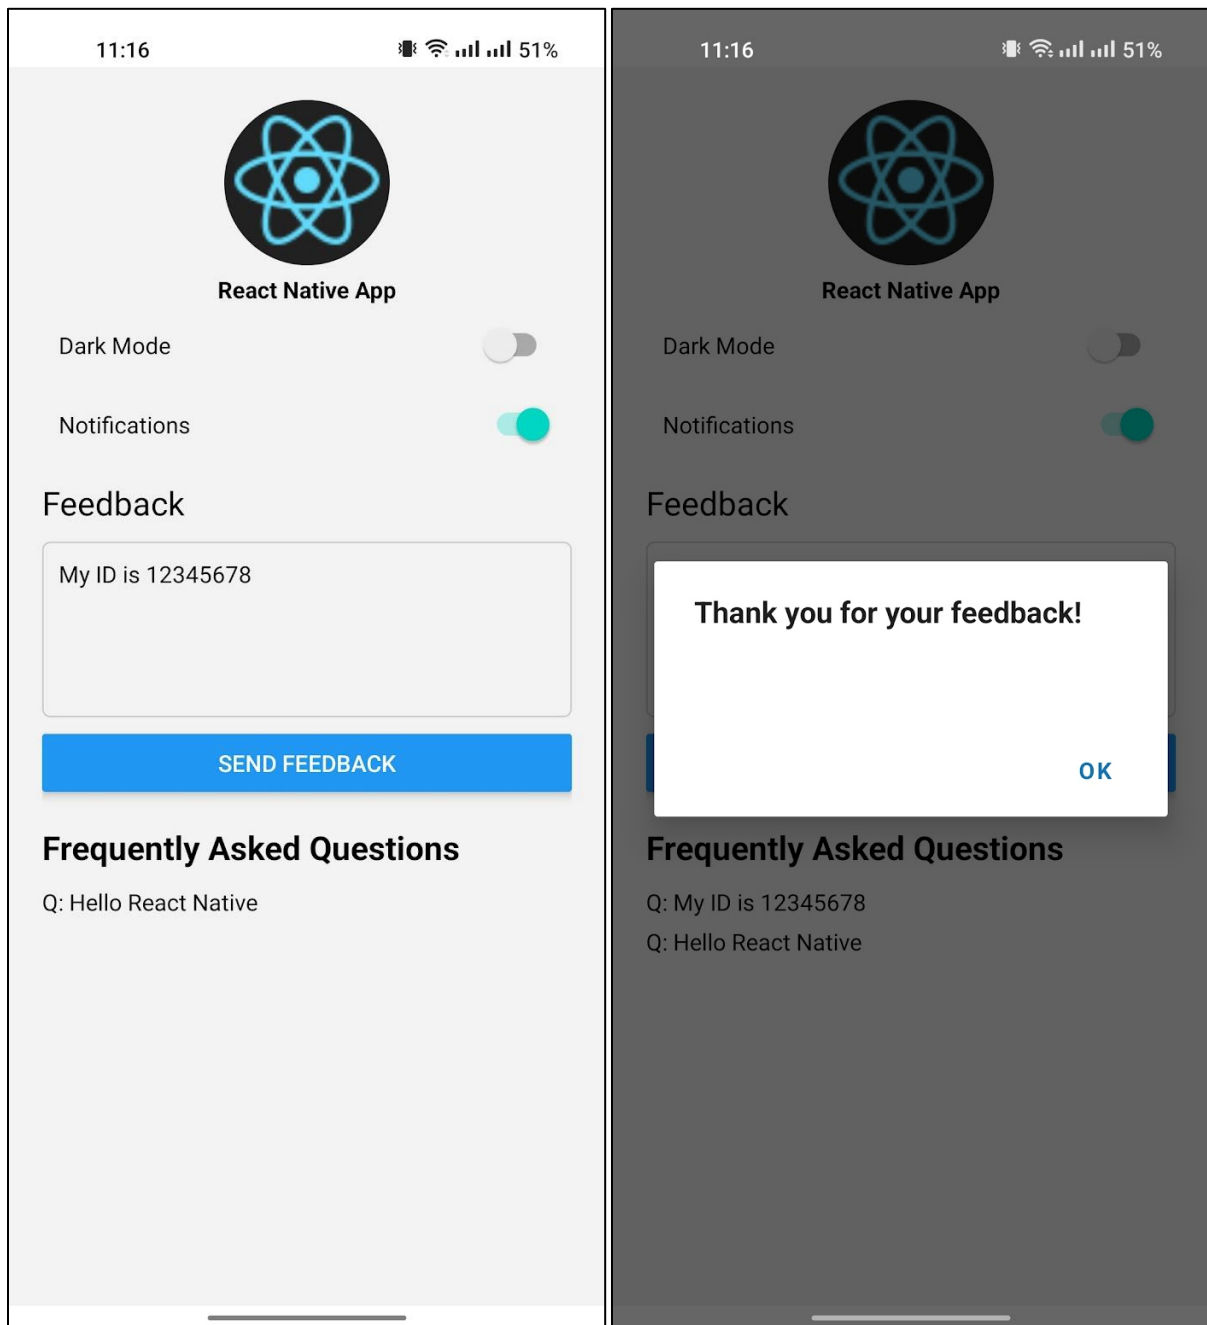 11:16 51%
React Native App
Dark Mode
Notifications
Feedback
My ID is 12345678
SEND FEEDBACK
Frequently Asked Questions
Q: Hello React Native
11:16 51%
React Native App
Dark Mode
Notifications
Feedback
Thank you for your feedback!
OK
Frequently Asked Questions
Q: My ID is 12345678
Q: Hello React Native